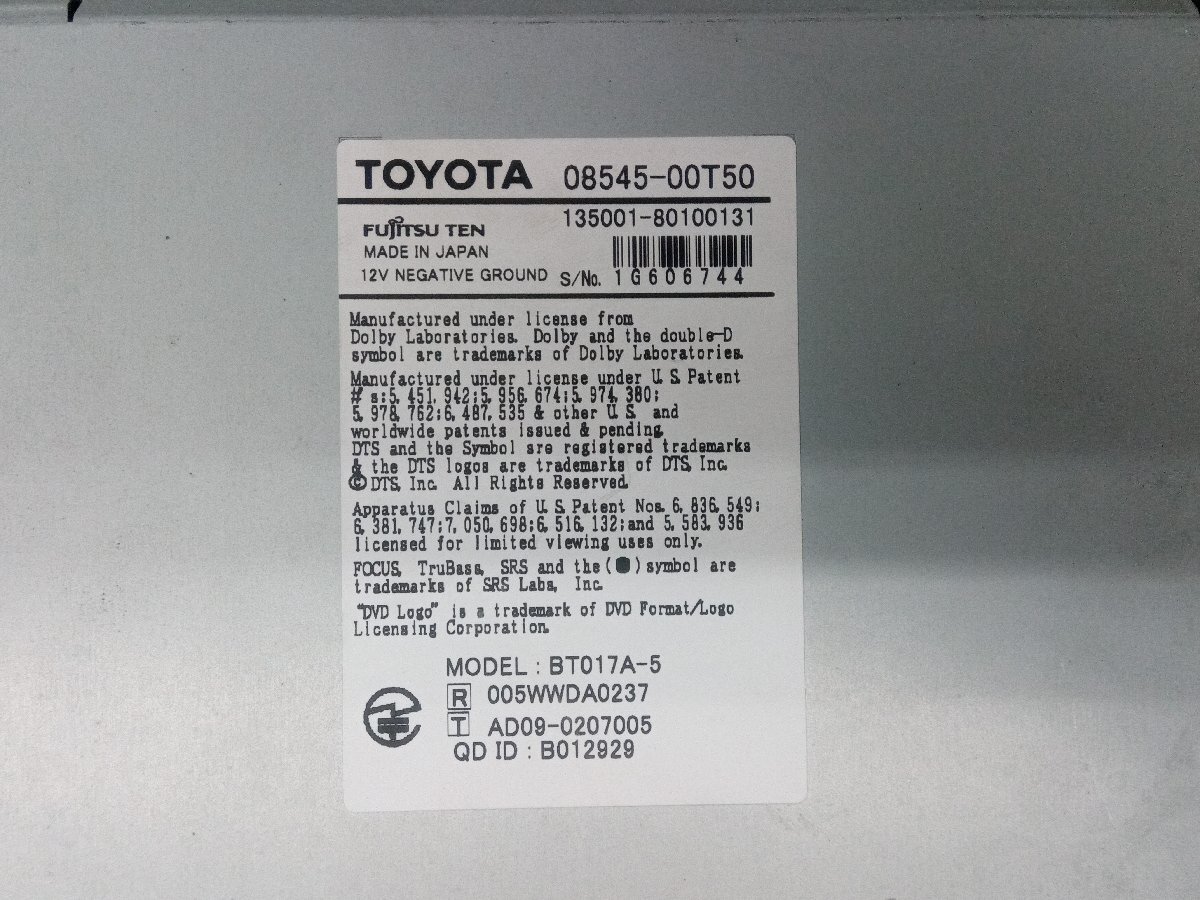 TOYOTA 08545-00T50
135001-80100131
FUJITSU TEN
MADE IN JAPAN
12V NEGATIVE GROUND S/No. 1G606744
Manufactured under license from
Dolby Laboratories. Dolby and the double-D
symbol are trademarks of Dolby Laboratories.
Manufactured under license under U.S. Patent
# s:5,451,942;5,956,674;5,974,380;
5,978,762;6,487,535 & other U.S. and
worldwide patents issued & pending.
DTS and the Symbol are registered trademarks
& the DTS logos are trademarks of DTS, Inc.
©DTS, Inc. All Rights Reserved.
Apparatus Claims of U.S. Patent Nos. 6,836,549;
6,381,747;7,050,698;6,516,132;and 5,583,936
licensed for limited viewing uses only.
FOCUS, TruBass, SRS and the (●) symbol are
trademarks of SRS Labs, Inc.
"DVD Logo" is a trademark of DVD Format/Logo
Licensing Corporation.
MODEL : BT017A-5
R 005WWDA0237
T AD09-0207005
QD ID : B012929